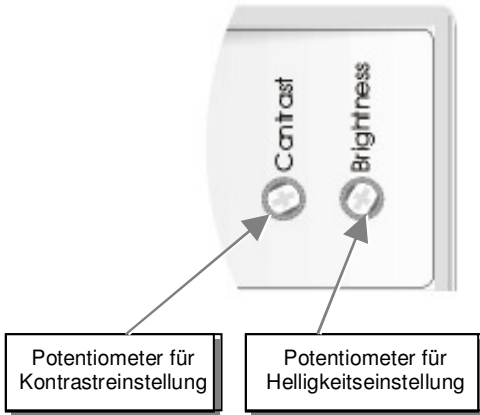 Contrast
Brightness
Potentiometer für
Kontrastreinstellung
Potentiometer für
Helligkeitseinstellung